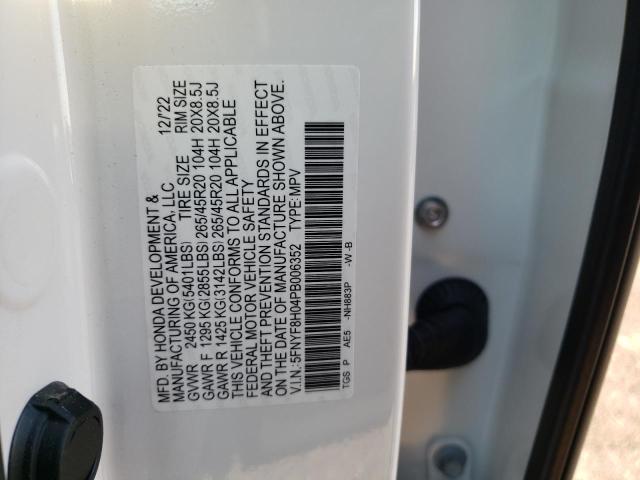 MFD. BY HONDA DEVELOPMENT & 12/22
MANUFACTURING OF AMERICA, LLC
TIRE SIZE RIM SIZE
GVWR 2450 KG(5401LBS)
GAWR F 1295 KG(2855LBS) 265/45R20 104H 20X8.5J
GAWR R 1425 KG(3142LBS) 265/45R20 104H 20X8.5J
THIS VEHICLE CONFORMS TO ALL APPLICABLE
FEDERAL MOTOR VEHICLE SAFETY
AND THEFT PREVENTION STANDARDS IN EFFECT
ON THE DATE OF MANUFACTURE SHOWN ABOVE.
V.I.N.:5FNYF8H04PB006352 TYPE:MPV
TGS P AE5 -NH883P -W-B